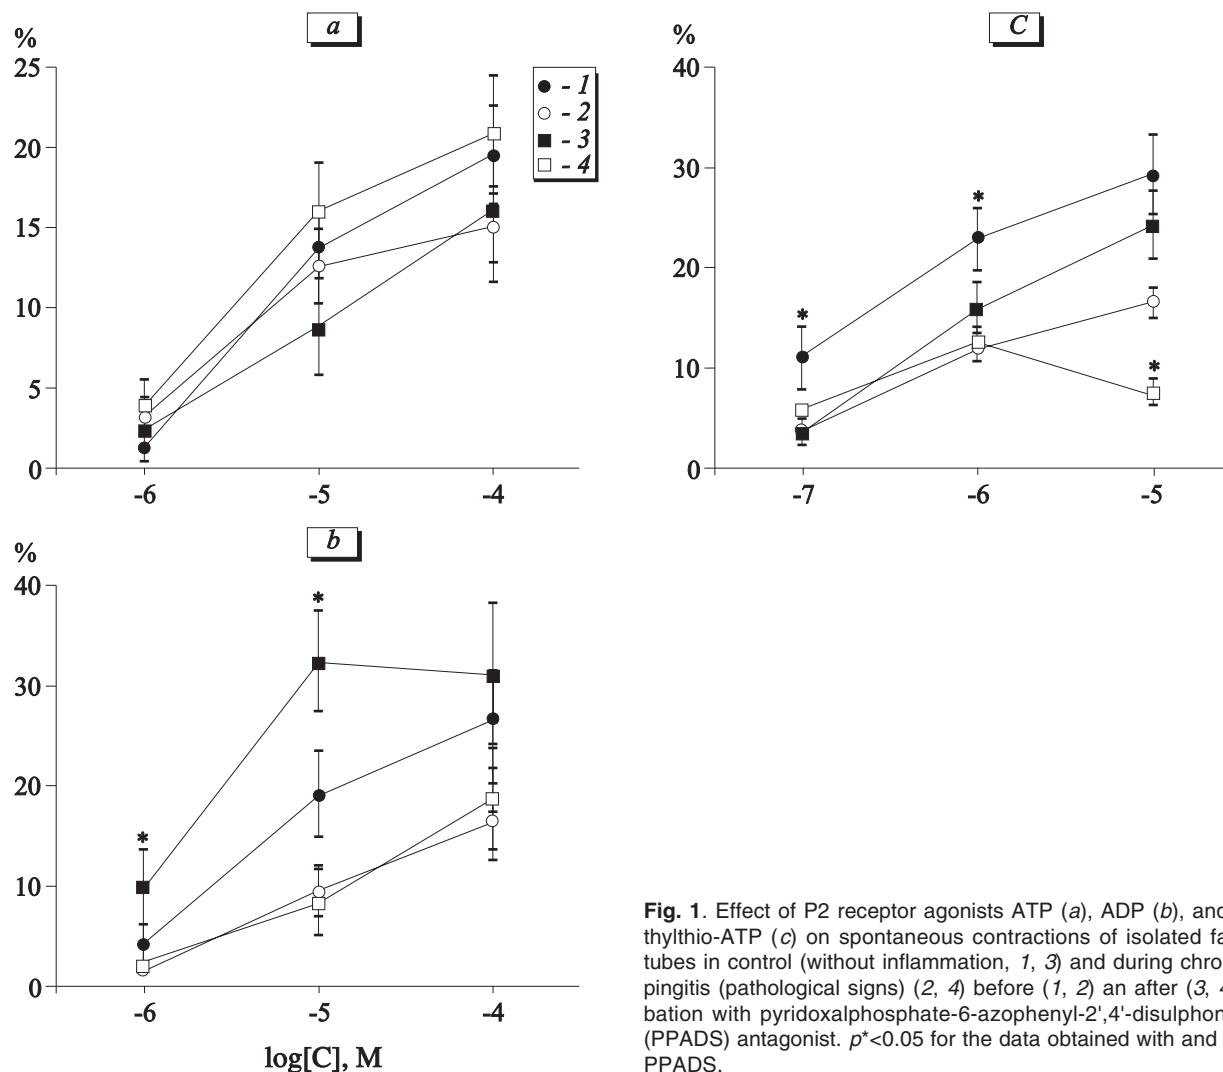 a
%
25
20
15
10
5
0
-6 -5 -4
- 1
- 2
- 3
- 4
C
%
40
30
20
10
0
* * *
-7 -6 -5
b
%
40
30
20
10
0
* *
-6 -5 -4
log[C], M
Fig. 1. Effect of P2 receptor agonists ATP (a), ADP (b), and
thylthio-ATP (c) on spontaneous contractions of isolated fa
tubes in control (without inflammation, 1, 3) and during chro
pingitis (pathological signs) (2, 4) before (1, 2) an after (3, 4
bation with pyridoxalphosphate-6-azophenyl-2',4'-disulphon
(PPADS) antagonist. p*<0.05 for the data obtained with and
PPADS.